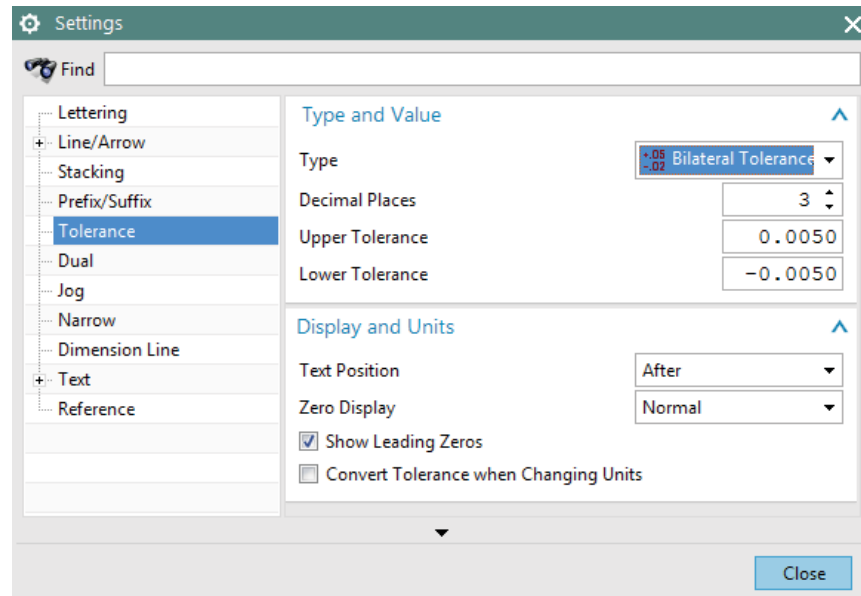 Settings
Find
Lettering
Line/Arrow
Stacking
Prefix/Suffix
Tolerance
Dual
Jog
Narrow
Dimension Line
Text
Reference
Type and Value
Type +.05 -.02 Bilateral Tolerance
Decimal Places 3
Upper Tolerance 0.0050
Lower Tolerance -0.0050
Display and Units
Text Position After
Zero Display Normal
Show Leading Zeros
Convert Tolerance when Changing Units
Close